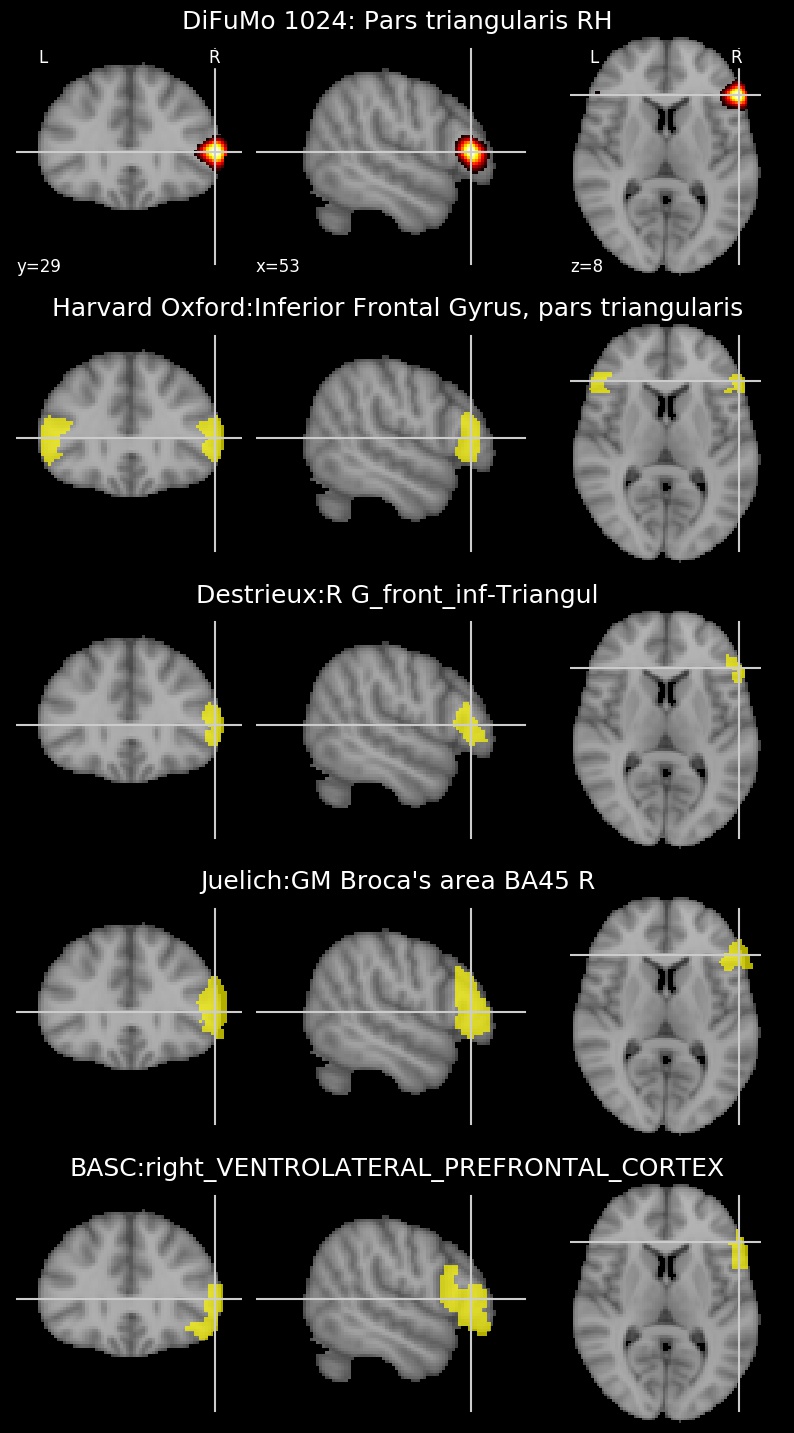 DiFuMo 1024: Pars triangularis RH
L R L R
y=29 x=53 z=8
Harvard Oxford:Inferior Frontal Gyrus, pars triangularis
Destrieux:R G_front_inf-Triangul
Juelich:GM Broca's area BA45 R
BASC:right_VENTROLATERAL_PREFRONTAL_CORTEX